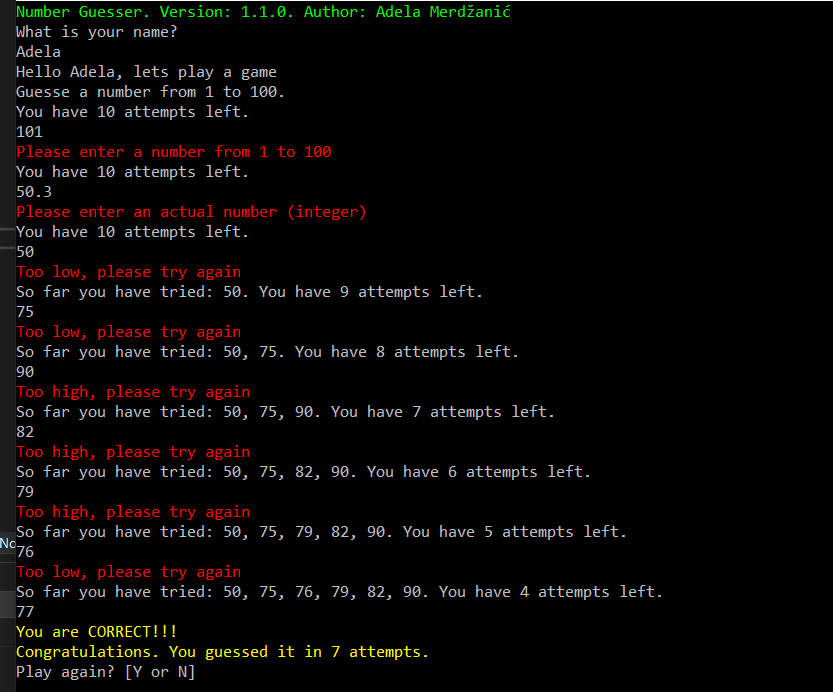 Number Guesser. Version: 1.1.0. Author: Adela Merdžanić
What is your name?
Adela
Hello Adela, lets play a game
Guesse a number from 1 to 100.
You have 10 attempts left.
101
Please enter a number from 1 to 100
You have 10 attempts left.
50.3
Please enter an actual number (integer)
You have 10 attempts left.
50
Too low, please try again
So far you have tried: 50. You have 9 attempts left.
75
Too low, please try again
So far you have tried: 50, 75. You have 8 attempts left.
90
Too high, please try again
So far you have tried: 50, 75, 90. You have 7 attempts left.
82
Too high, please try again
So far you have tried: 50, 75, 82, 90. You have 6 attempts left.
79
Too high, please try again
So far you have tried: 50, 75, 79, 82, 90. You have 5 attempts left.
No
76
Too low, please try again
So far you have tried: 50, 75, 76, 79, 82, 90. You have 4 attempts left.
77
You are CORRECT!!!
Congratulations. You guessed it in 7 attempts.
Play again? [Y or N]